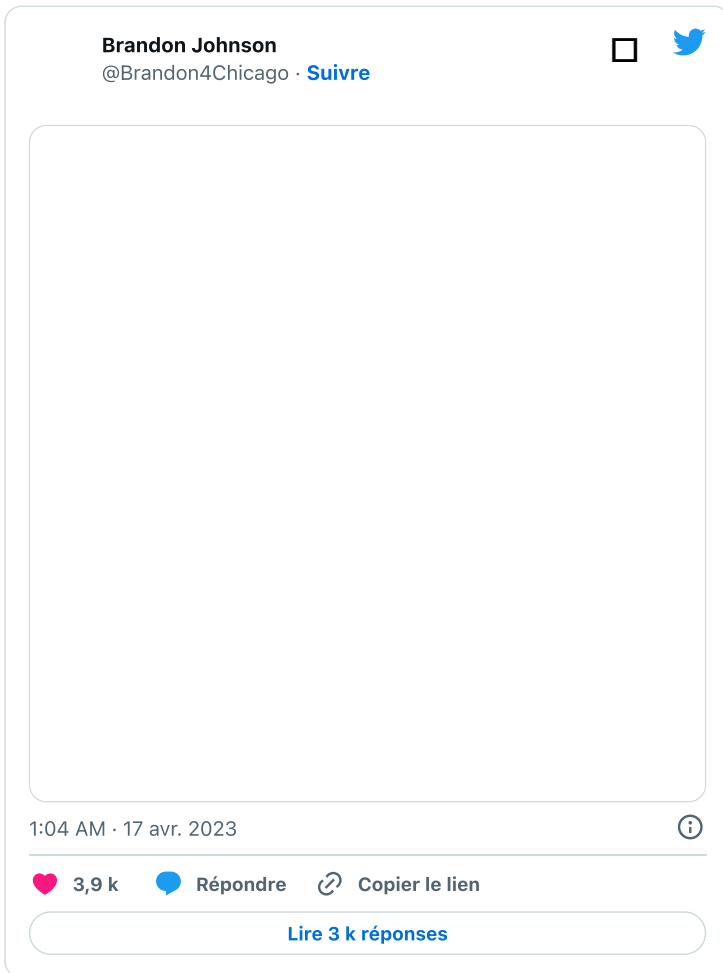 Brandon Johnson
@Brandon4Chicago · Suivre
1:04 AM · 17 avr. 2023
3,9 k Répondre Copier le lien
Lire 3 k réponses